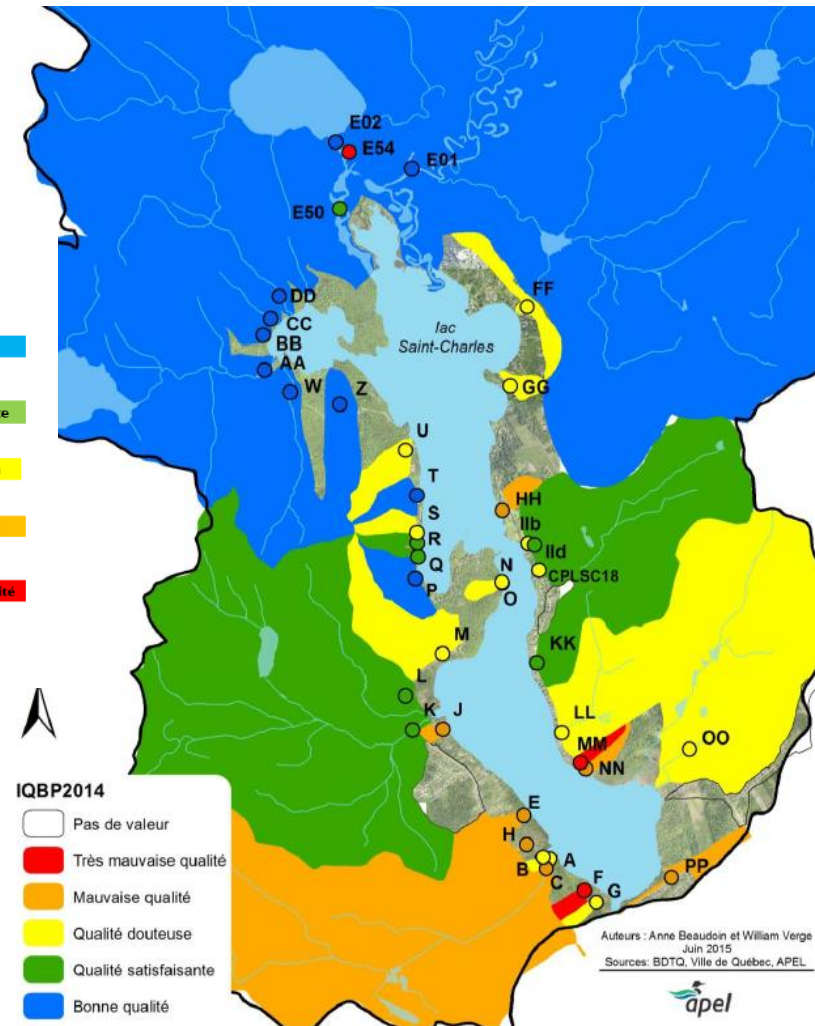 E02
E54
E01
E50
FF
DD
CC
BB
AA
W
Z
lac
Saint-Charles
GG
U
T
S
R
Q
P
HH
IIb
IId
CPLSC18
N
O
M
KK
L
K
J
LL
MM
NN
OO
E
H
B
A
C
F
G
PP
IQBP2014
Pas de valeur
Très mauvaise qualité
Mauvaise qualité
Qualité douteuse
Qualité satisfaisante
Bonne qualité
Auteurs : Anne Beaudoin et William Verge
Juin 2015
Sources: BDTQ, Ville de Québec, APEL
apel